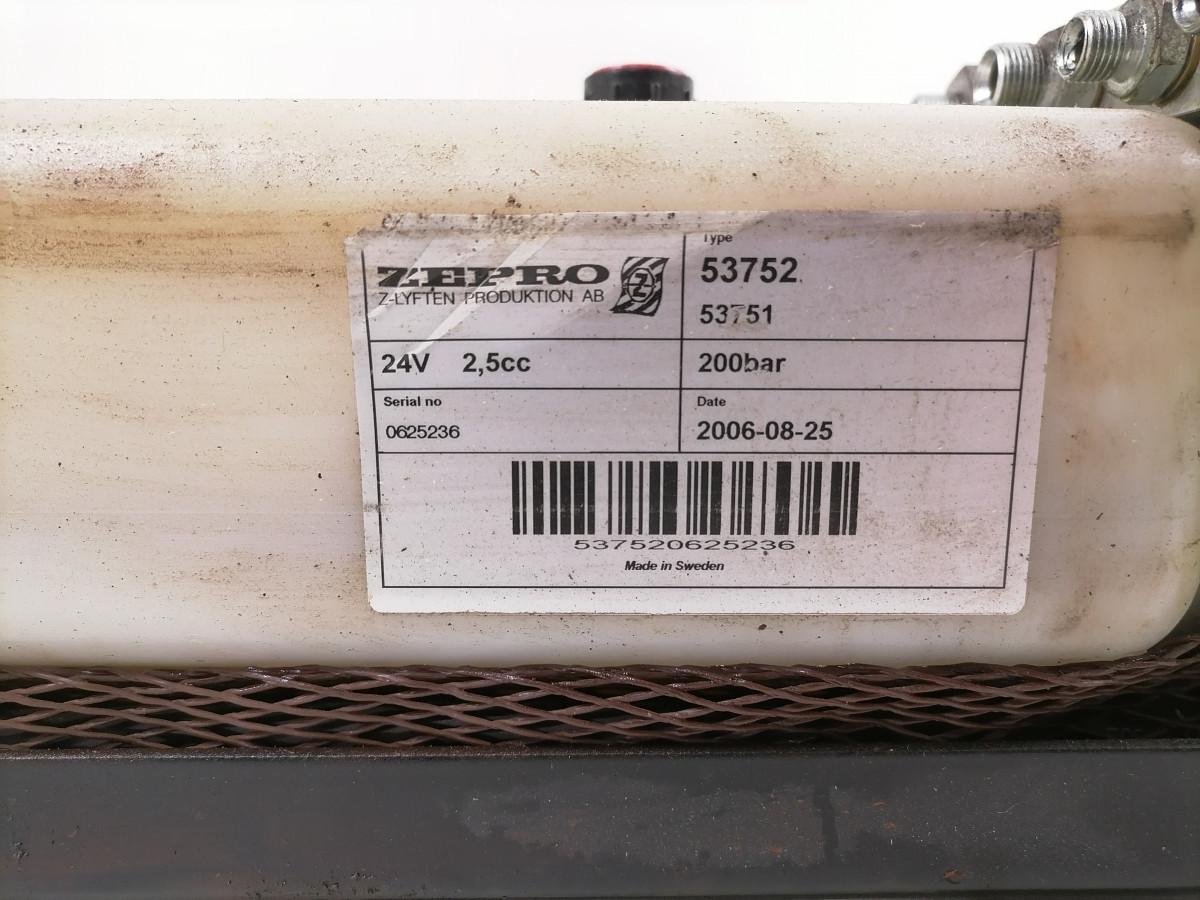 ZEPRO
Z-LYFTEN PRODUKTION AB
Z
Type
53752
53751
24V 2,5cc
200bar
Serial no
0625236
Date
2006-08-25
537520625236
Made in Sweden